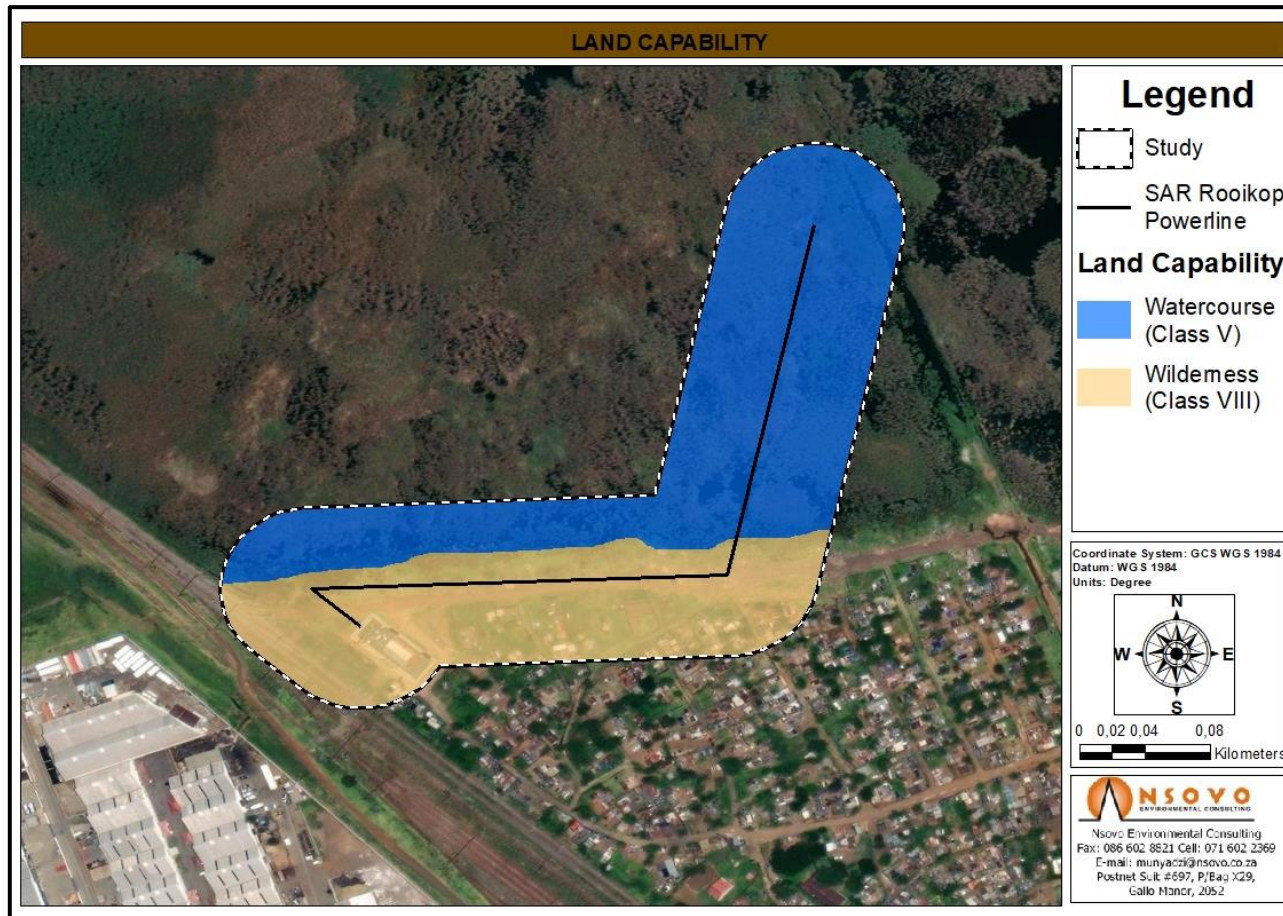 LAND CAPABILITY
Legend
Study
SAR Rooikop
Powerline
Land Capability
Watercourse
(Class V)
Wilderness
(Class VIII)
Coordinate System: GCS WGS 1984
Datum: WGS 1984
Units: Degree
N
W E
S
0 0,02 0,04 0,08
Kilometers
NSOVO
ENVIRONMENTAL CONSULTING
Nsovo Environmental Consulting
Fax: 086 602 8821 Cell: 071 602 2369
E-mail: munyadzi@nsovo.co.za
Postnet Suit #697, P/Bag X29,
Gallo Manor, 2052